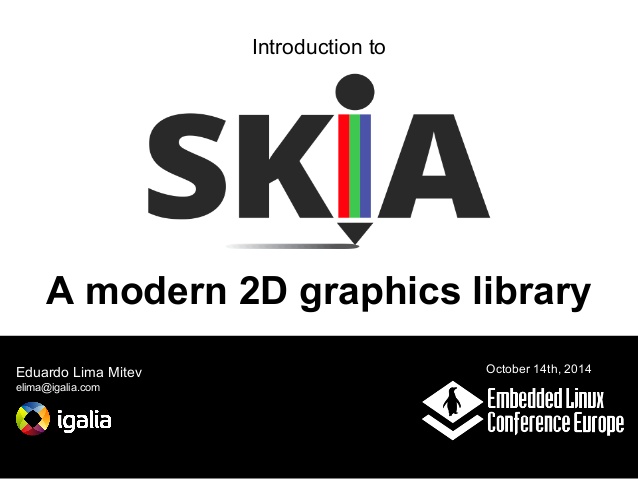 Introduction to
SKiA
A modern 2D graphics library
Eduardo Lima Mitev
elima@igalia.com
igalia
October 14th, 2014
Embedded Linux
Conference Europe